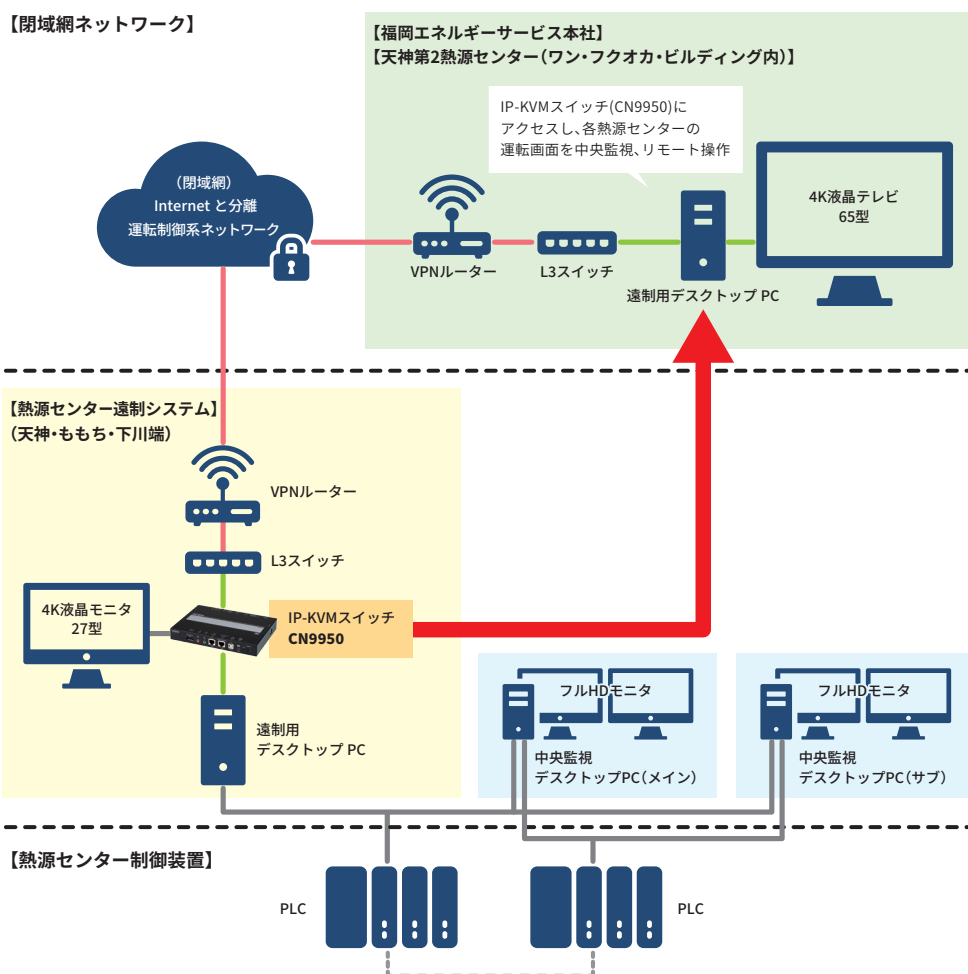 【閉域網ネットワーク】
【福岡エネルギーサービス本社】
【天神第2熱源センター（ワン・フクオカ・ビルディング内）】
IP-KVMスイッチ(CN9950)に
アクセスし、各熱源センターの
運転画面を中央監視、リモート操作
（閉域網）
Internet と分離
運転制御系ネットワーク
VPNルーター
L3スイッチ
遠制用デスクトップ PC
4K液晶テレビ
65型
【熱源センター遠制システム】
（天神・ももち・下川端）
VPNルーター
L3スイッチ
4K液晶モニタ
27型
IP-KVMスイッチ
CN9950
遠制用
デスクトップ PC
フルHDモニタ
中央監視
デスクトップPC（メイン）
フルHDモニタ
中央監視
デスクトップPC（サブ）
【熱源センター制御装置】
PLC
PLC